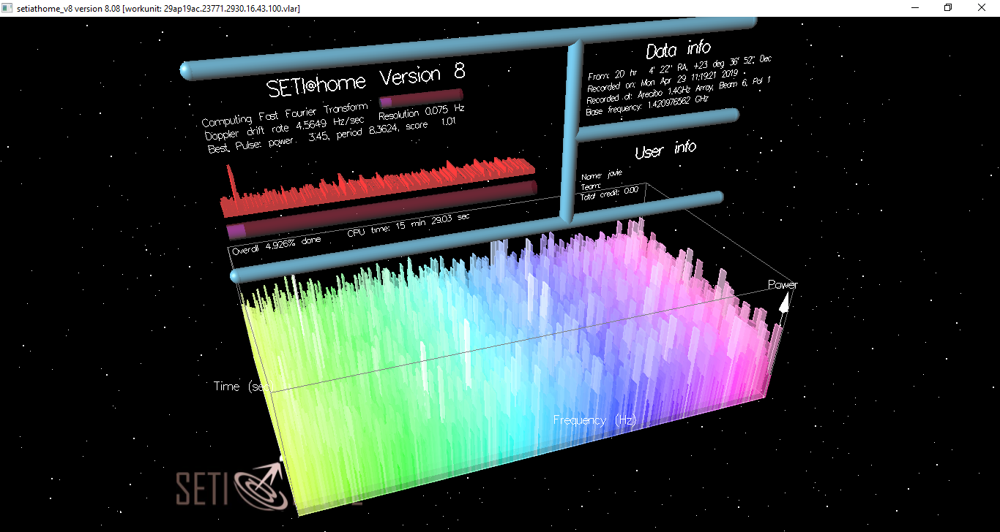 setiathome_v8 version 8.08 [workunit: 29ap19ac.23771.2930.16.43.100.vlar]
SETI@home Version 8
Computing Fast Fourier Transform
Doppler drift rate 4.5649 Hz/sec Resolution 0.075 Hz
Best Pulse: power 3.45, period 8.3624, score 1.01
Overall 4.926% done CPU time: 15 min 29.03 sec
Data info
From: 20 hr 4' 22'' RA, +23 deg 36' 52'' Dec
Recorded on: Mon Apr 29 11:19:21 2019
Recorded at: Arecibo 1.4GHz Array, Beam 6, Pol 1
Base frequency: 1.420976562 GHz
User info
Name: javie
Team:
Total credit: 0.00
Power
Time (sec)
Frequency (Hz)
SETI